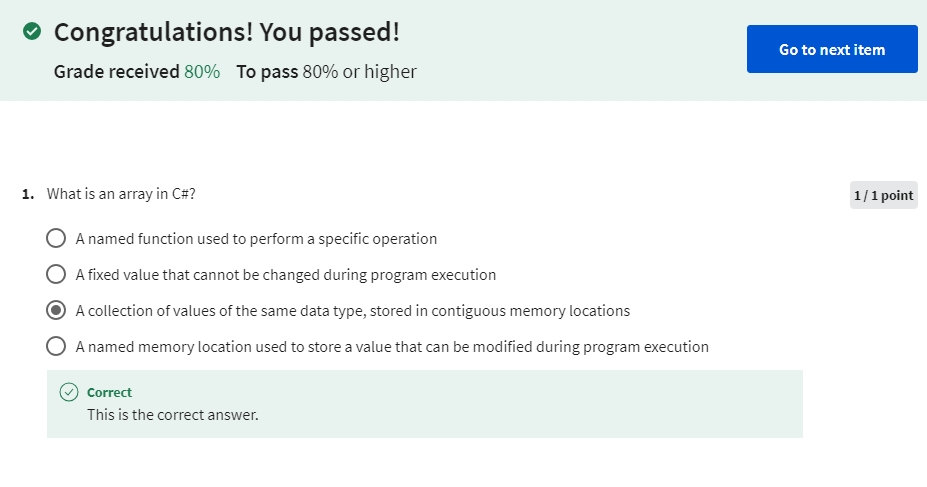 Congratulations! You passed!
Grade received 80% To pass 80% or higher
Go to next item
1. What is an array in C#?
1 / 1 point
A named function used to perform a specific operation
A fixed value that cannot be changed during program execution
A collection of values of the same data type, stored in contiguous memory locations
A named memory location used to store a value that can be modified during program execution
Correct
This is the correct answer.